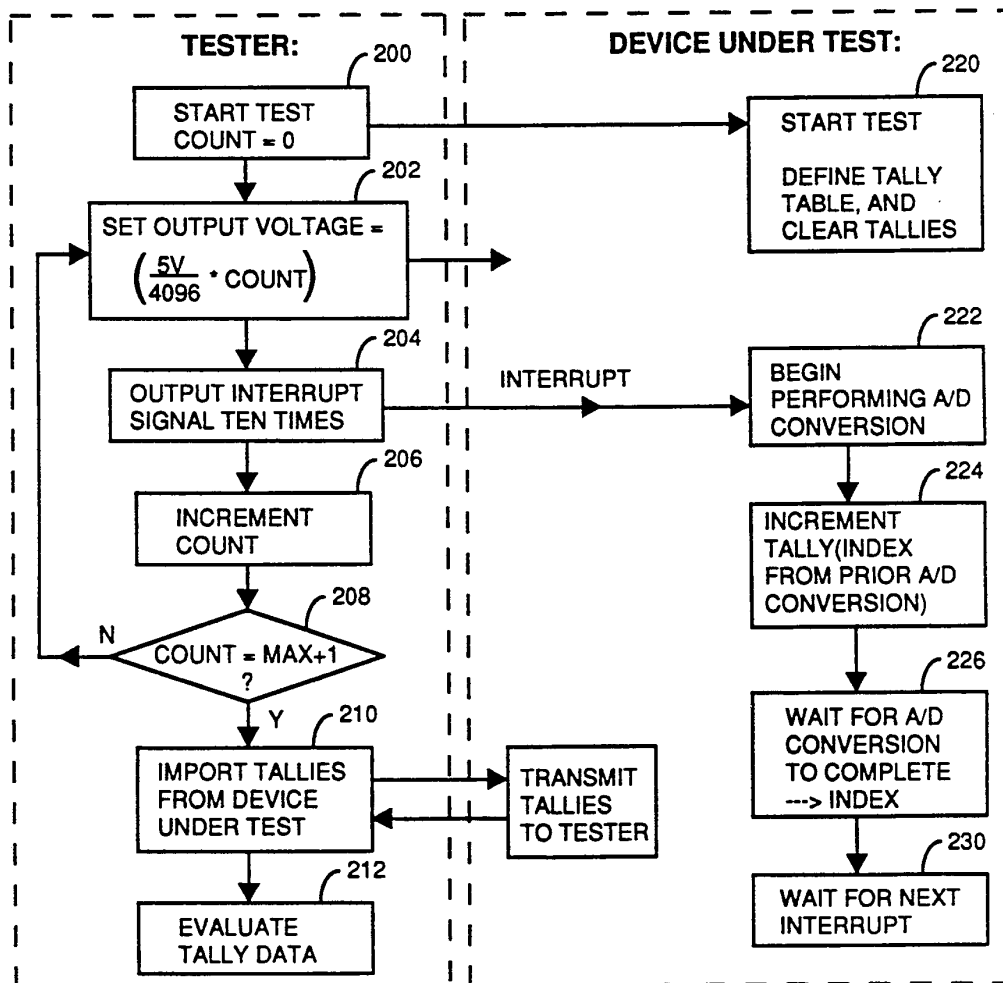 TESTER:
200
START TEST
COUNT = 0
202
SET OUTPUT VOLTAGE =
(5V/4096 * COUNT)
204
OUTPUT INTERRUPT
SIGNAL TEN TIMES
206
INCREMENT
COUNT
208
N
COUNT = MAX+1
?
Y
210
IMPORT TALLIES
FROM DEVICE
UNDER TEST
212
EVALUATE
TALLY DATA
INTERRUPT
TRANSMIT
TALLIES
TO TESTER
DEVICE UNDER TEST:
220
START TEST
DEFINE TALLY
TABLE, AND
CLEAR TALLIES
222
BEGIN
PERFORMING A/D
CONVERSION
224
INCREMENT
TALLY(INDEX
FROM PRIOR A/D
CONVERSION)
226
WAIT FOR A/D
CONVERSION
TO COMPLETE
---> INDEX
230
WAIT FOR NEXT
INTERRUPT